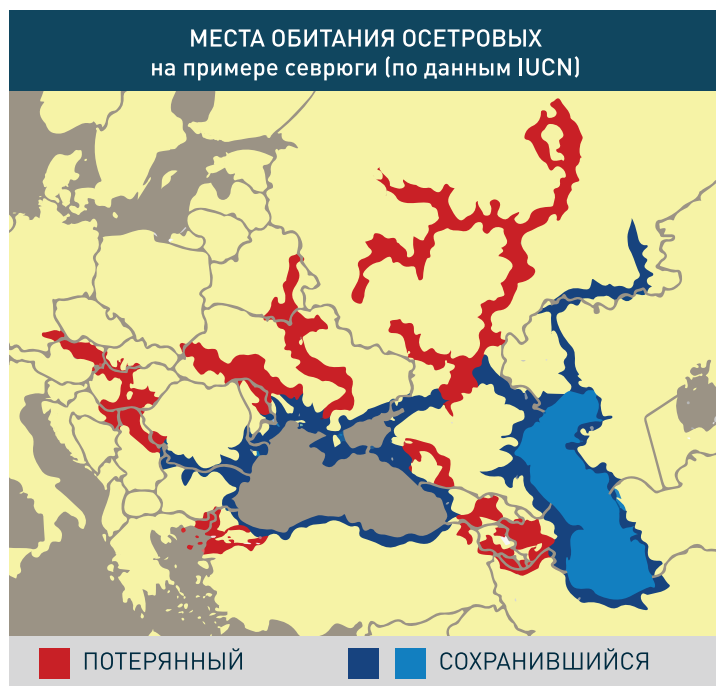 МЕСТА ОБИТАНИЯ ОСЕТРОВЫХ
на примере севрюги (по данным IUCN)
ПОТЕРЯННЫЙ
СОХРАНИВШИЙСЯ